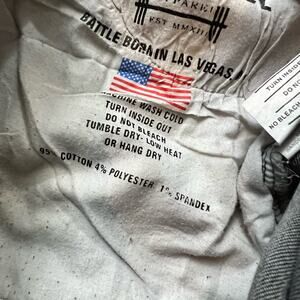 APPAREL
EST MMXIII
BATTLE BORN IN LAS VEGAS
MACHINE WASH COLD
TURN INSIDE OUT
DO NOT BLEACH
TUMBLE DRY- LOW HEAT
OR HANG DRY
95% COTTON 4% POLYESTER 1% SPANDEX
TURN INSIDE
DO NO
NO BLEACH